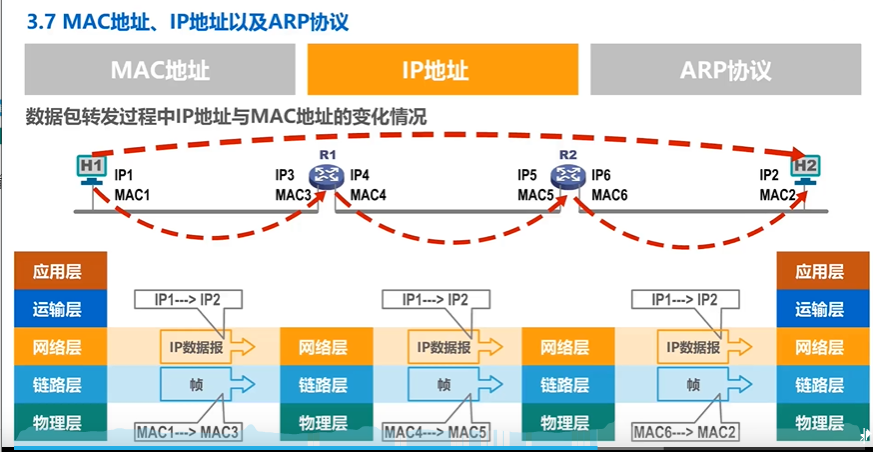 3.7 MAC地址、IP地址以及ARP协议
MAC地址 IP地址 ARP协议
数据包转发过程中IP地址与MAC地址的变化情况
R1 R2
H1 IP1 IP3 IP4 IP5 IP6 IP2 H2
MAC1 MAC3 MAC4 MAC5 MAC6 MAC2
应用层 应用层
运输层 IP1---> IP2 IP1---> IP2 IP1---> IP2 运输层
网络层 IP数据报 网络层 IP数据报 网络层 IP数据报 网络层
链路层 帧 链路层 帧 链路层 帧 链路层
物理层 MAC1---> MAC3 物理层 MAC4---> MAC5 物理层 MAC6---> MAC2 物理层